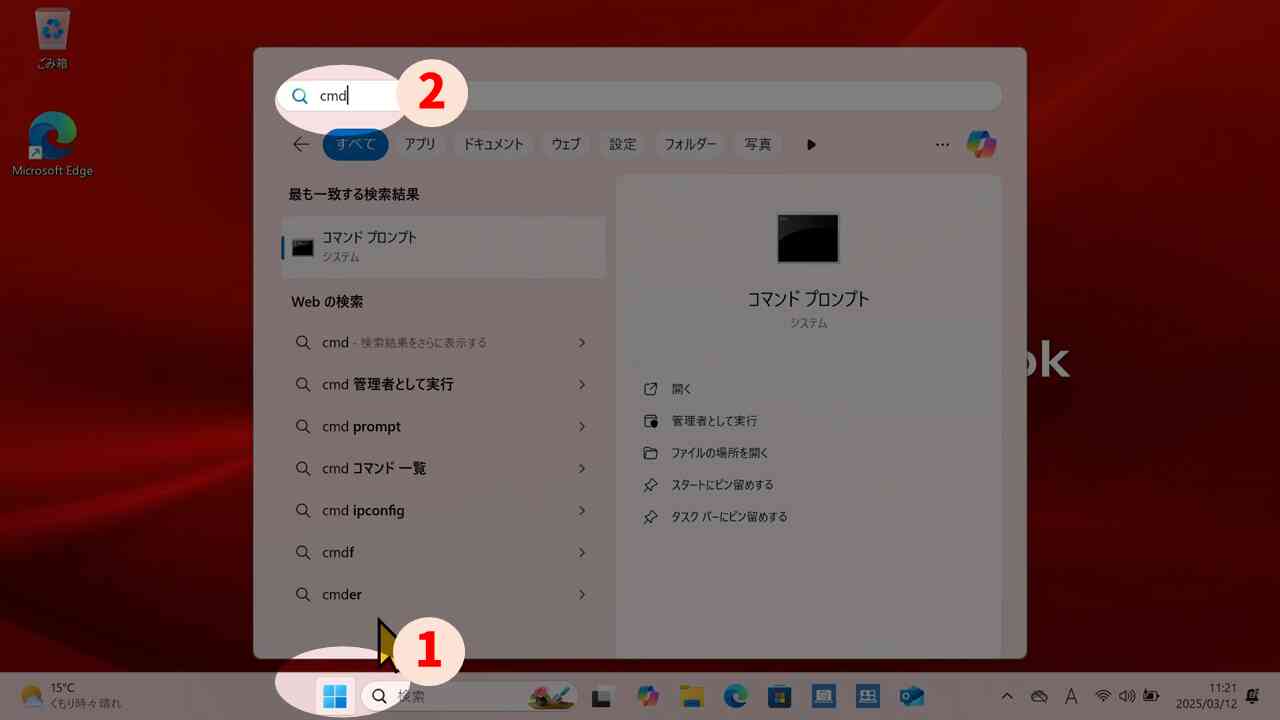 ごみ箱
Microsoft Edge
cmd
2
すべて
アプリ
ドキュメント
ウェブ
設定
フォルダー
写真
最も一致する検索結果
コマンド プロンプト
システム
Web の検索
cmd - 検索結果をさらに表示する
cmd 管理者として実行
cmd prompt
cmd コマンド 一覧
cmd ipconfig
cmdf
cmder
コマンド プロンプト
システム
開く
管理者として実行
ファイルの場所を開く
スタートにピン留めする
タスク バーにピン留めする
ok
1
15°C
くもり時々晴れ
検索
A
11:21
2025/03/12